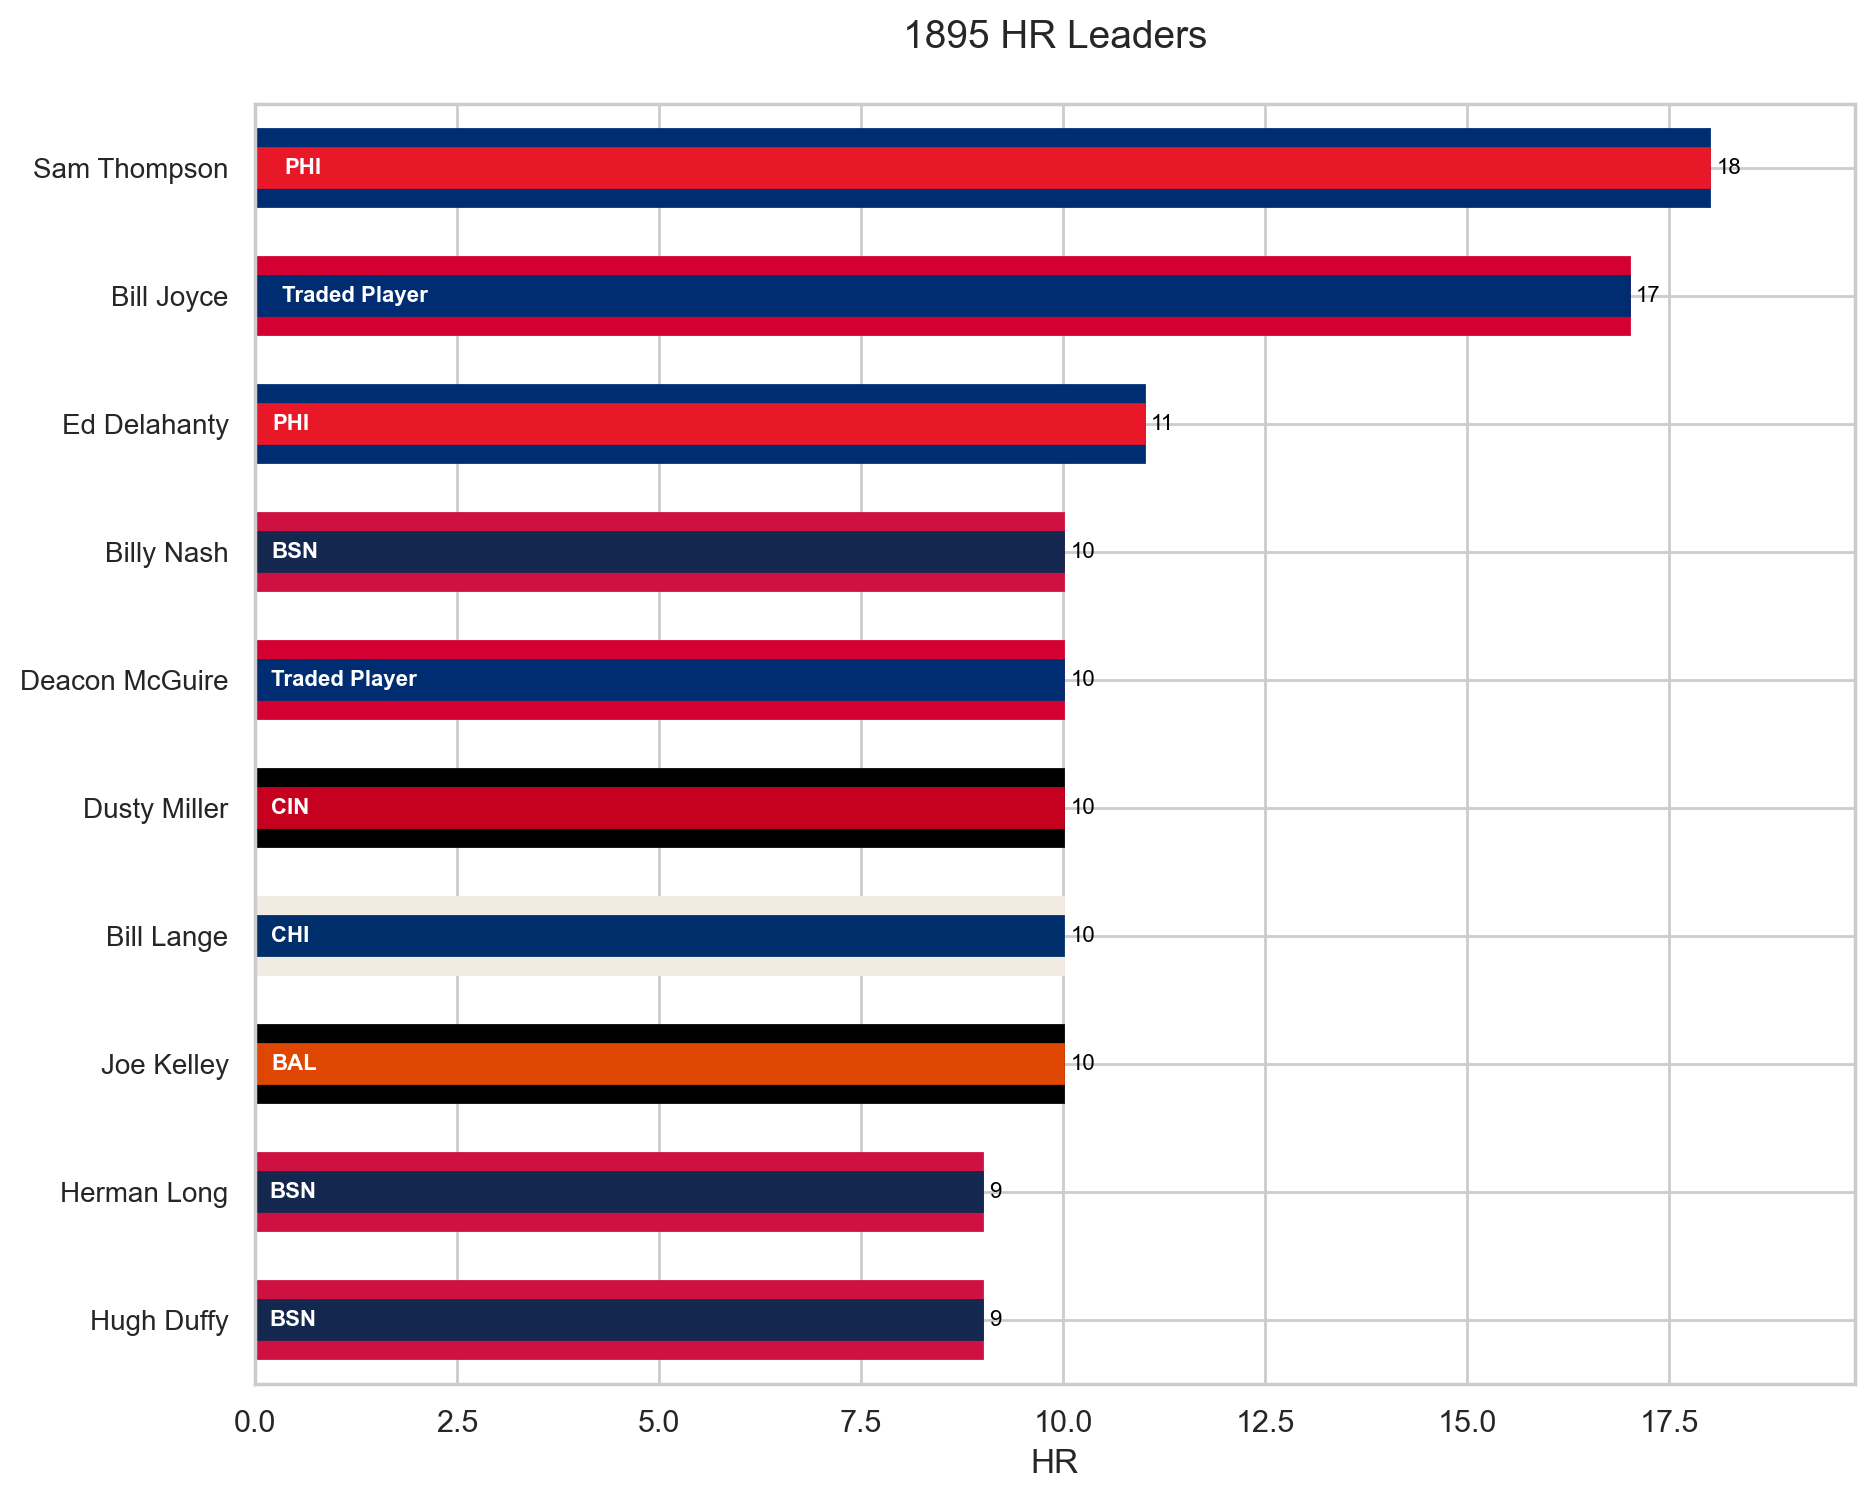 1895 HR Leaders
Sam Thompson PHI 18
Bill Joyce Traded Player 17
Ed Delahanty PHI 11
Billy Nash BSN 10
Deacon McGuire Traded Player 10
Dusty Miller CIN 10
Bill Lange CHI 10
Joe Kelley BAL 10
Herman Long BSN 9
Hugh Duffy BSN 9
0.0 2.5 5.0 7.5 10.0 12.5 15.0 17.5
HR